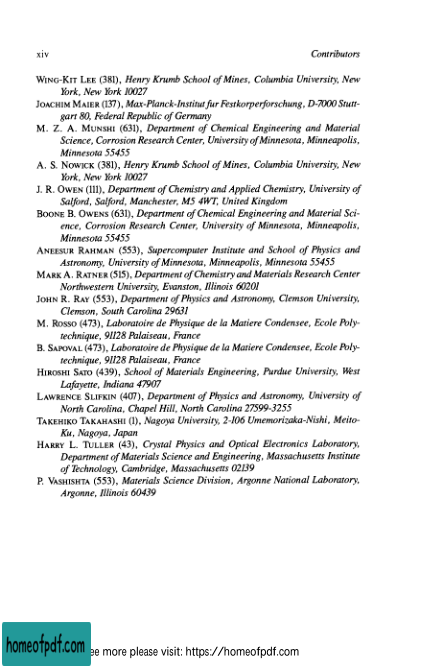 xiv Contributors
WING-KIT LEE (381), Henry Krumb School of Mines, Columbia University, New
York, New York 10027
JOACHIM MAIER (137), Max-Planck-Institut fur Festkorperforschung, D-7000 Stutt-
gart 80, Federal Republic of Germany
M. Z. A. MUNSHI (631), Department of Chemical Engineering and Material
Science, Corrosion Research Center, University of Minnesota, Minneapolis,
Minnesota 55455
A. S. NOWICK (381), Henry Krumb School of Mines, Columbia University, New
York, New York 10027
J. R. OWEN (111), Department of Chemistry and Applied Chemistry, University of
Salford, Salford, Manchester, M5 4WT, United Kingdom
BOONE B. OWENS (631), Department of Chemical Engineering and Material Sci-
ence, Corrosion Research Center, University of Minnesota, Minneapolis,
Minnesota 55455
ANEESUR RAHMAN (553), Supercomputer Institute and School of Physics and
Astronomy, University of Minnesota, Minneapolis, Minnesota 55455
MARK A. RATNER (515), Department of Chemistry and Materials Research Center
Northwestern University, Evanston, Illinois 60201
JOHN R. RAY (553), Department of Physics and Astronomy, Clemson University,
Clemson, South Carolina 29631
M. ROSSO (473), Laboratoire de Physique de la Matiere Condensee, Ecole Poly-
technique, 91128 Palaiseau, France
B. SAPOVAL (473), Laboratoire de Physique de la Matiere Condensee, Ecole Poly-
technique, 91128 Palaiseau, France
HIROSHI SATO (439), School of Materials Engineering, Purdue University, West
Lafayette, Indiana 47907
LAWRENCE SLIFKIN (407), Department of Physics and Astronomy, University of
North Carolina, Chapel Hill, North Carolina 27599-3255
TAKEHIKO TAKAHASHI (1), Nagoya University, 2-106 Umemorizaka-Nishi, Meito-
Ku, Nagoya, Japan
HARRY L. TULLER (43), Crystal Physics and Optical Electronics Laboratory,
Department of Materials Science and Engineering, Massachusetts Institute
of Technology, Cambridge, Massachusetts 02139
P. VASHISHTA (553), Materials Science Division, Argonne National Laboratory,
Argonne, Illinois 60439
homeofpdf.com ee more please visit: https://homeofpdf.com